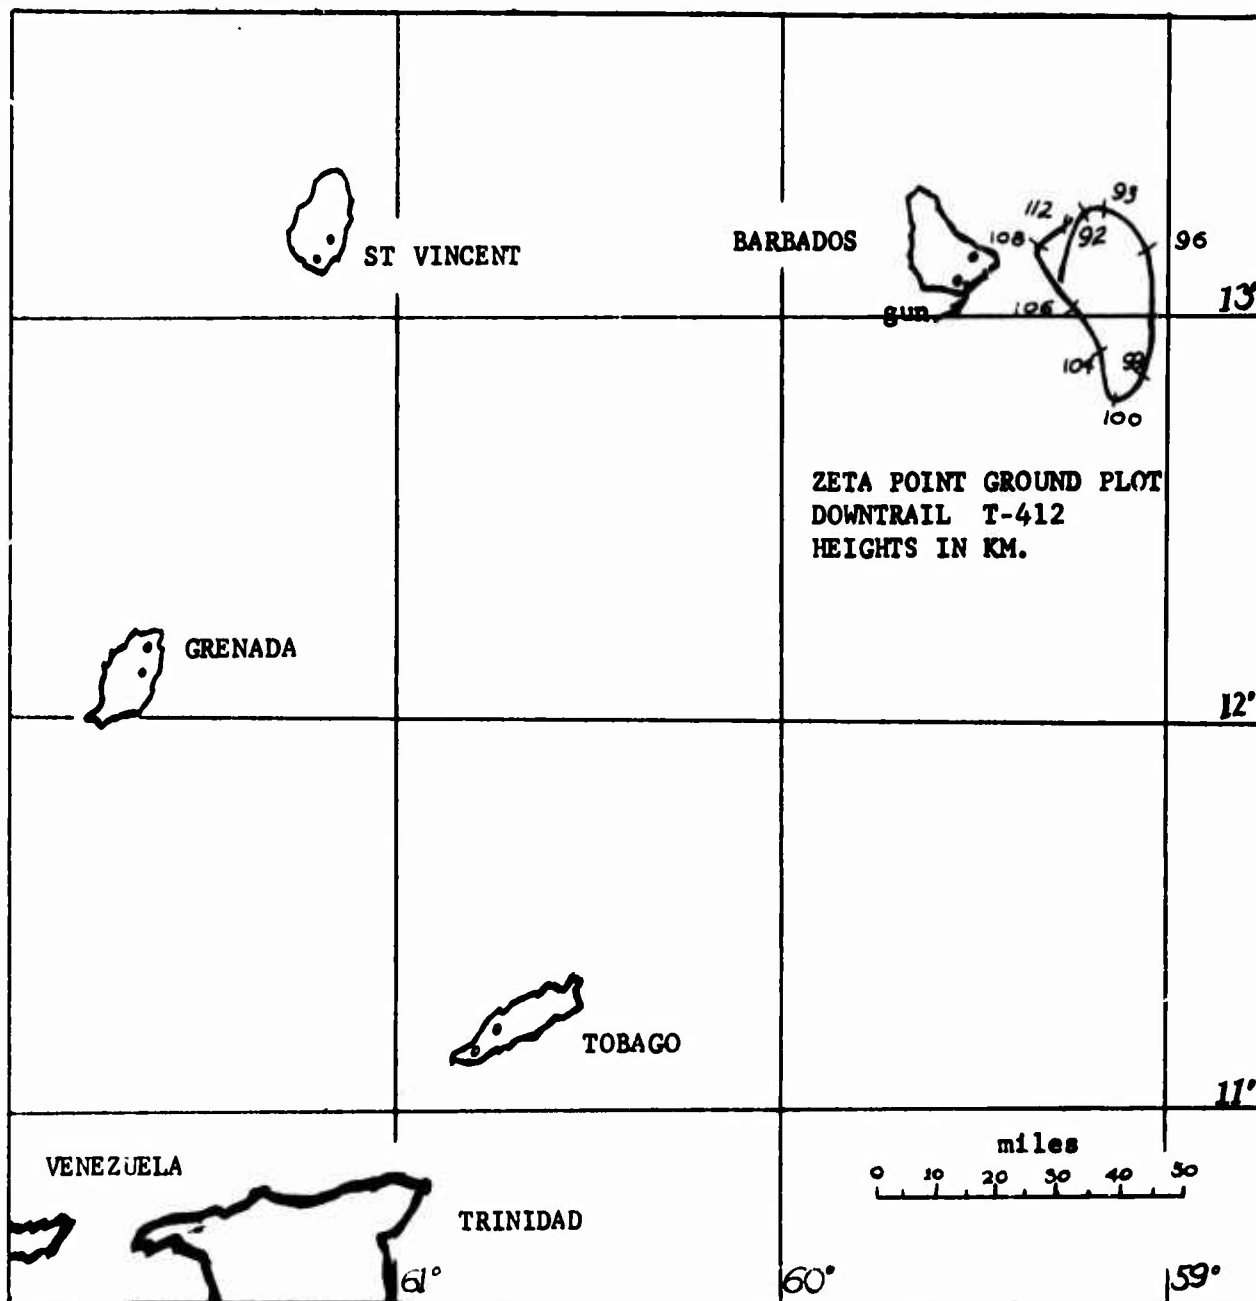 93
112
108
92
96
BARBADOS
ST VINCENT
13°
gun
106
104
98
100
ZETA POINT GROUND PLOT
DOWNTRAIL T-412
HEIGHTS IN KM.
GRENADA
12°
TOBAGO
11°
miles
0 10 20 30 40 50
VENEZUELA
TRINIDAD
61° 60° 59°